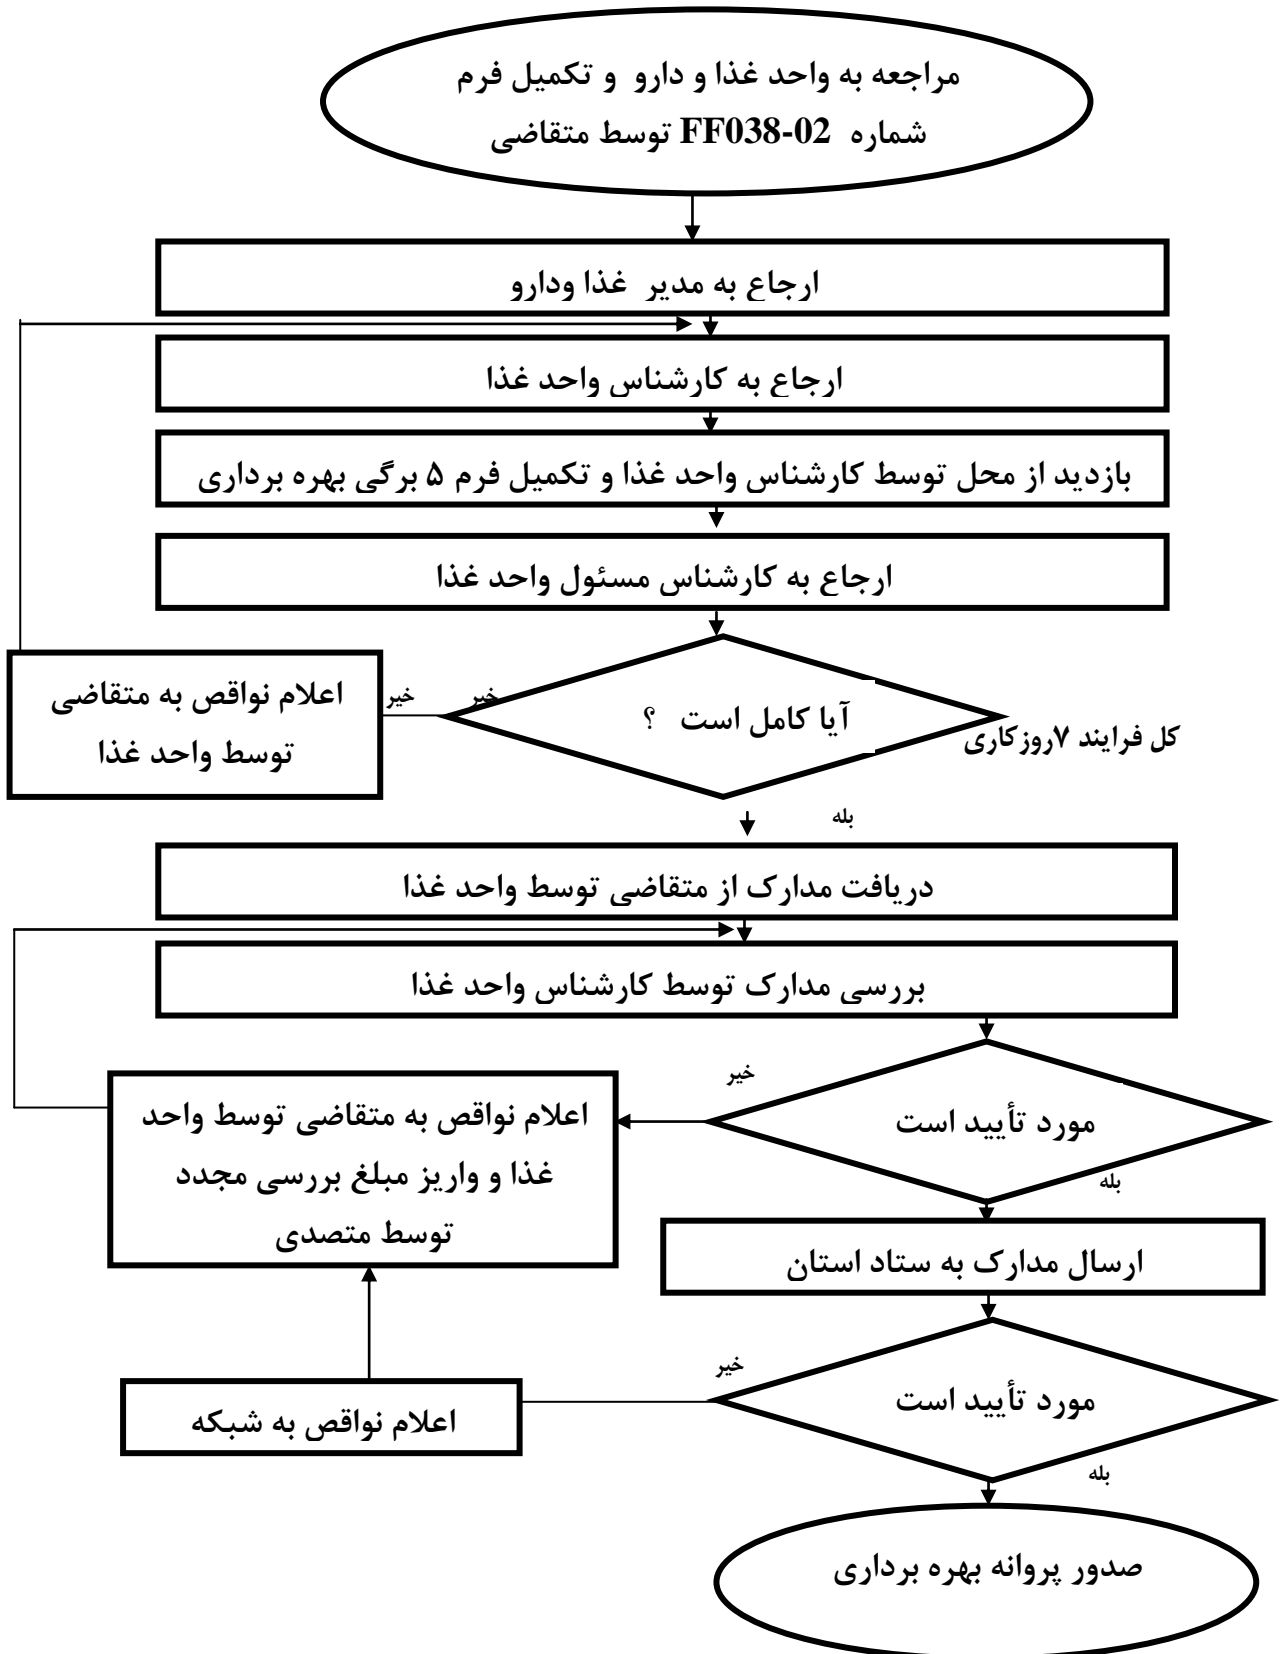 مراجعه به واحد غذا و دارو و تکمیل فرم
شماره FF038-02 توسط متقاضی
ارجاع به مدیر غذا ودارو
ارجاع به کارشناس واحد غذا
بازدید از محل توسط کارشناس واحد غذا و تکمیل فرم ۵ برگی بهره برداری
ارجاع به کارشناس مسئول واحد غذا
آیا کامل است ؟
خیر
خیر
اعلام نواقص به متقاضی
توسط واحد غذا
کل فرایند ۷روزکاری
بله
دریافت مدارک از متقاضی توسط واحد غذا
بررسی مدارک توسط کارشناس واحد غذا
مورد تأیید است
خیر
اعلام نواقص به متقاضی توسط واحد
غذا و واریز مبلغ بررسی مجدد
توسط متصدی
بله
ارسال مدارک به ستاد استان
مورد تأیید است
خیر
اعلام نواقص به شبکه
بله
صدور پروانه بهره برداری